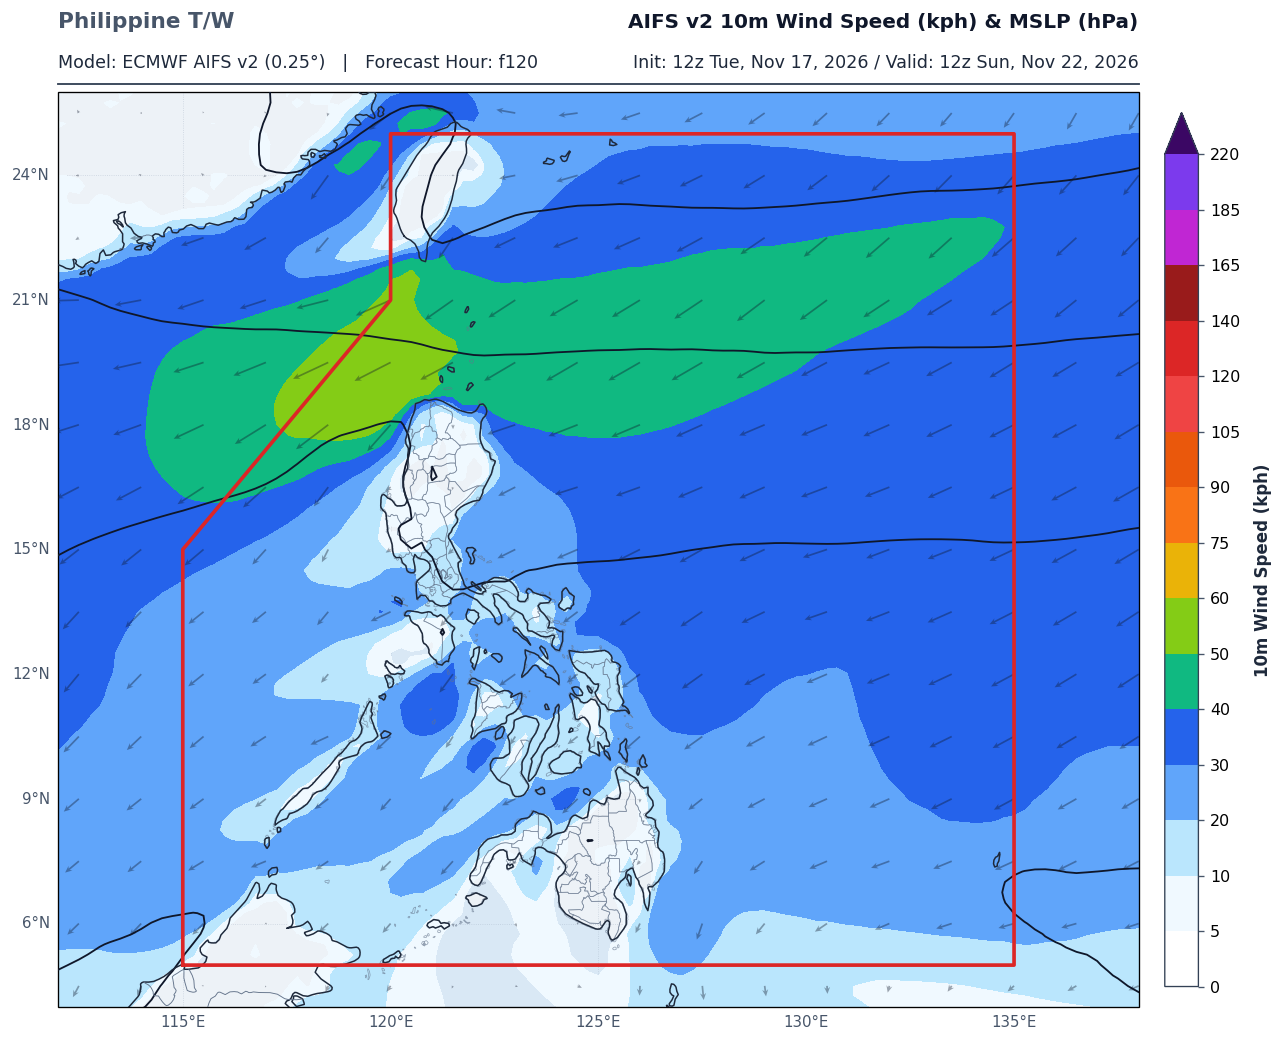 Philippine T/W
AIFS v2 10m Wind Speed (kph) & MSLP (hPa)
Model: ECMWF AIFS v2 (0.25°) | Forecast Hour: f120
Init: 12z Tue, Nov 17, 2026 / Valid: 12z Sun, Nov 22, 2026
24°N
21°N
18°N
15°N
12°N
9°N
6°N
115°E
120°E
125°E
130°E
135°E
220
185
165
140
120
105
90
75
60
50
40
30
20
10
5
0
10m Wind Speed (kph)